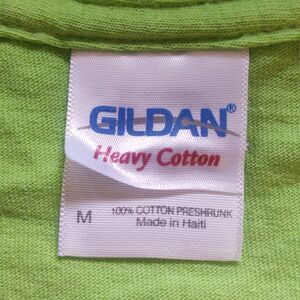 GILDAN®
Heavy Cotton
M 100% COTTON PRESHRUNK
Made in Haiti